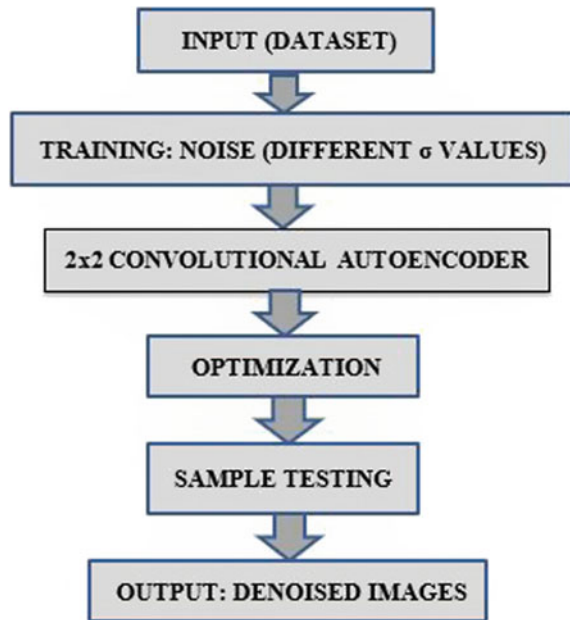 INPUT (DATASET)
TRAINING: NOISE (DIFFERENT σ VALUES)
2x2 CONVOLUTIONAL AUTOENCODER
OPTIMIZATION
SAMPLE TESTING
OUTPUT: DENOISED IMAGES